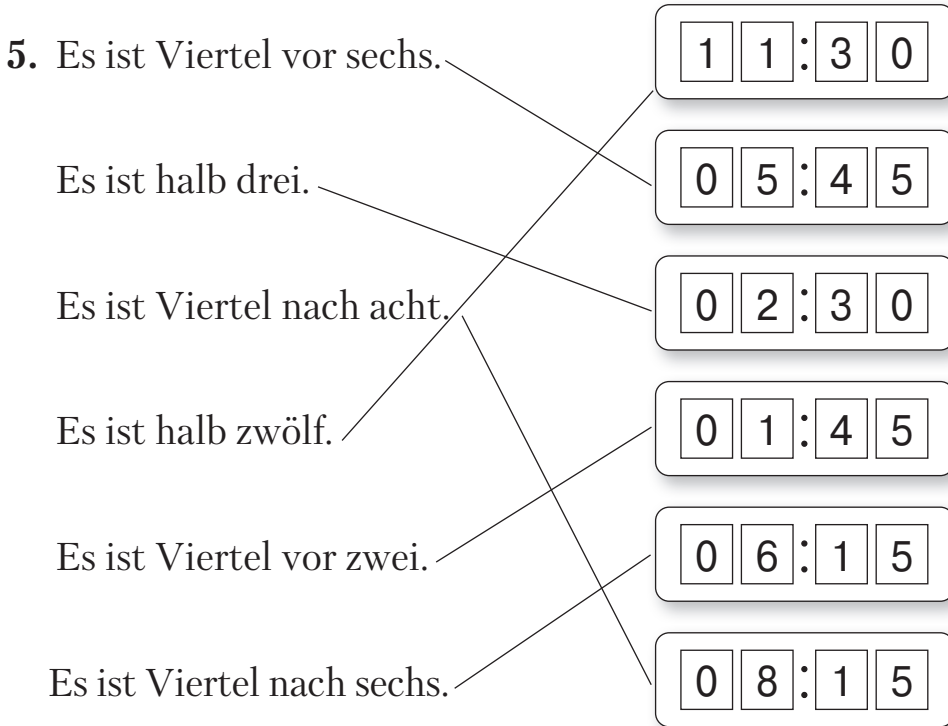 5. Es ist Viertel vor sechs. 11:30
Es ist halb drei. 05:45
Es ist Viertel nach acht. 02:30
Es ist halb zwölf. 01:45
Es ist Viertel vor zwei. 06:15
Es ist Viertel nach sechs. 08:15